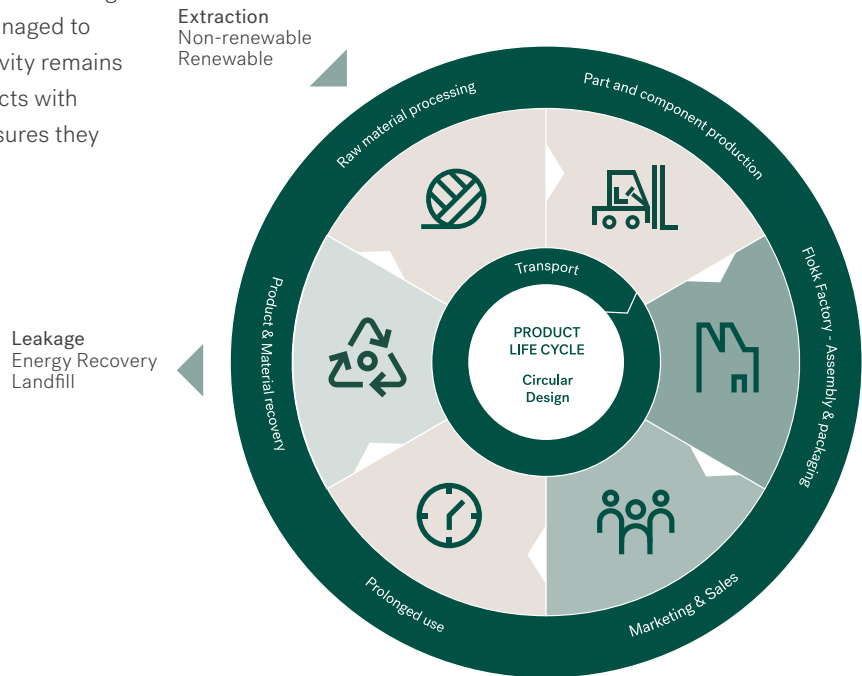 naged to
vity remains
cts with
sures they
Extraction
Non-renewable
Renewable
Raw material processing
Part and component production
Flokk Factory - Assembly & packaging
Marketing & Sales
Prolonged use
Product & Material recovery
Transport
PRODUCT
LIFE CYCLE
Circular
Design
Leakage
Energy Recovery
Landfill